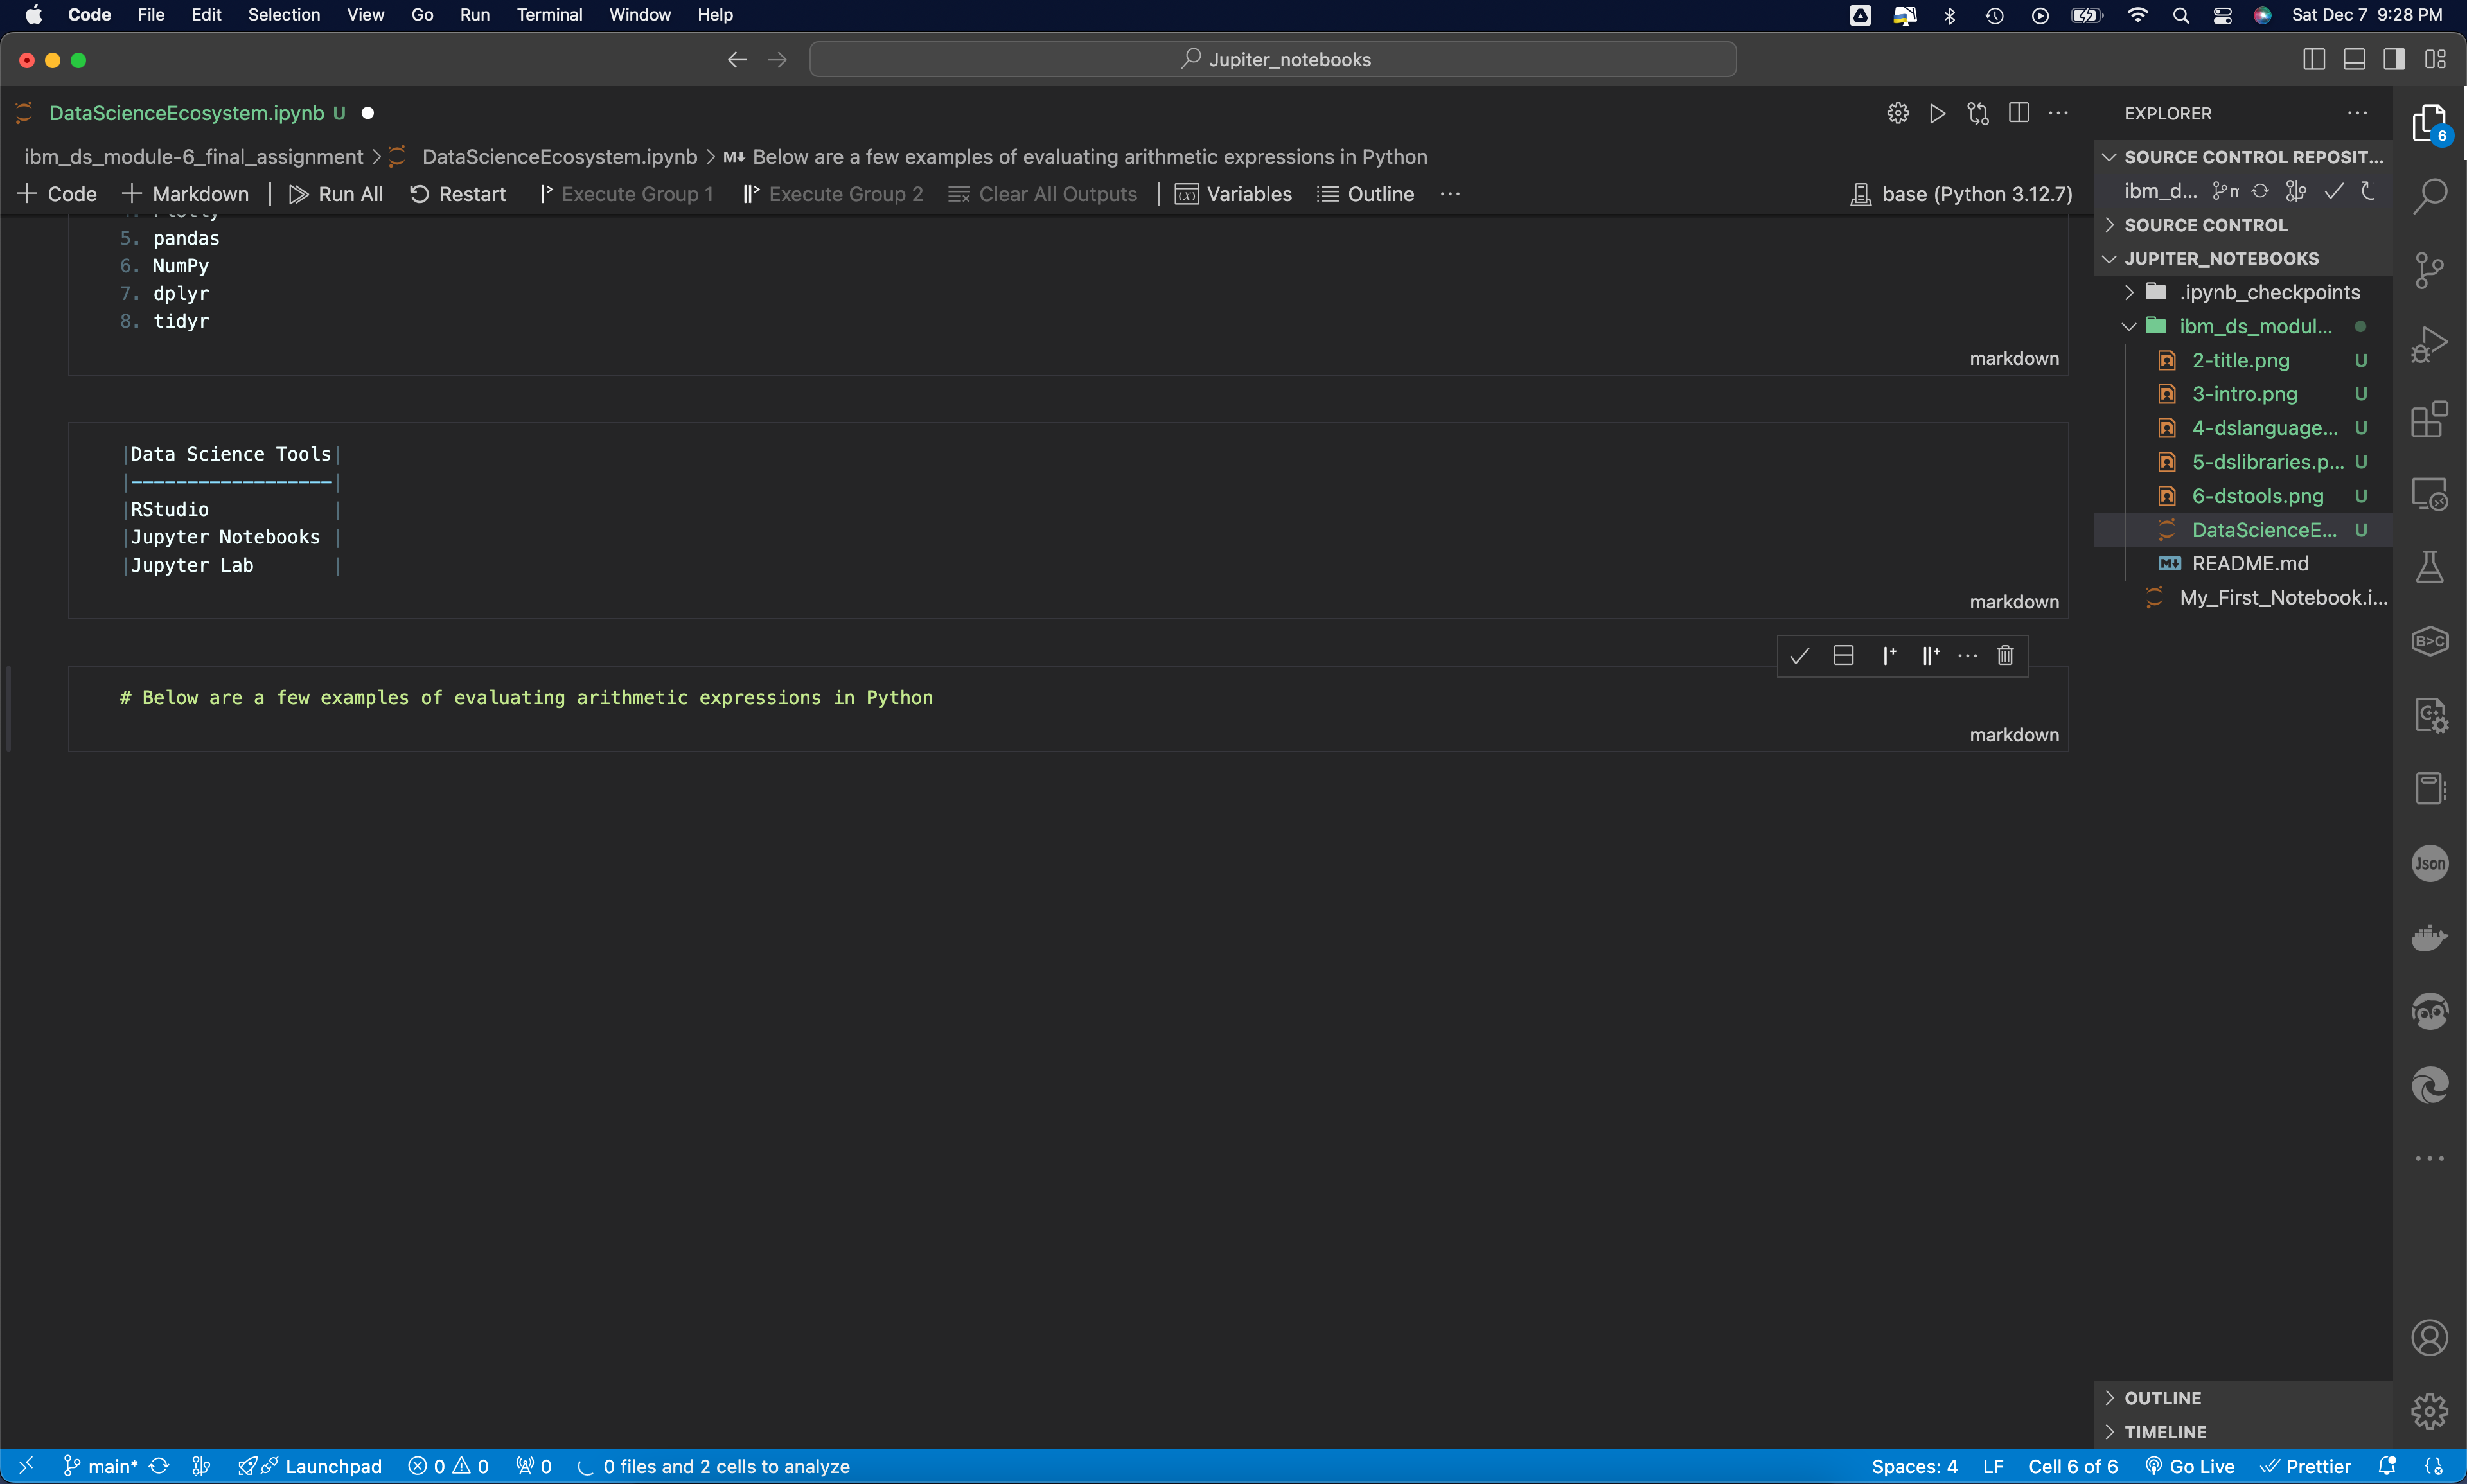 Code File Edit Selection View Go Run Terminal Window Help Sat Dec 7 9:28 PM
Jupiter_notebooks
DataScienceEcosystem.ipynb U
ibm_ds_module-6_final_assignment > DataScienceEcosystem.ipynb > M↓ Below are a few examples of evaluating arithmetic expressions in Python
+ Code + Markdown | Run All Restart Execute Group 1 Execute Group 2 Clear All Outputs | Variables Outline ... base (Python 3.12.7)
5. pandas
6. NumPy
7. dplyr
8. tidyr
markdown
|Data Science Tools|
|------------------|
|RStudio |
|Jupyter Notebooks |
|Jupyter Lab |
markdown
# Below are a few examples of evaluating arithmetic expressions in Python
markdown
EXPLORER
SOURCE CONTROL REPOSIT...
ibm_d...
SOURCE CONTROL
JUPITER_NOTEBOOKS
.ipynb_checkpoints
ibm_ds_modul...
2-title.png U
3-intro.png U
4-dslanguage... U
5-dslibraries.p... U
6-dstools.png U
DataScienceE... U
README.md
My_First_Notebook.i...
OUTLINE
TIMELINE
6
B>C
C++
Json
main* Launchpad 0 0 0 0 files and 2 cells to analyze Spaces: 4 LF Cell 6 of 6 Go Live Prettier